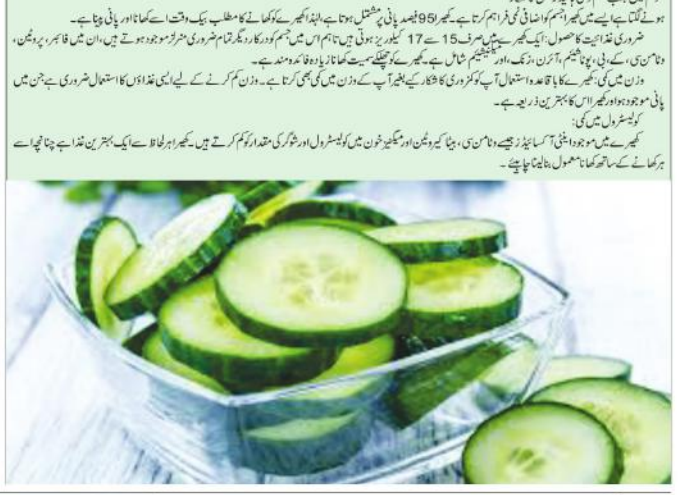 ہونے لگتا ہے ایسے میں کھیرا جسم کو اضافی نمی فراہم کرتا ہے۔ کھیرا 95 فیصد پانی پر مشتمل ہوتا ہے، لہٰذا کھیرے کو کھانے کا مطلب بیک وقت اسے کھانا اور پانی پینا ہے۔
ضروری غذائیت کا حصول: ایک کھیرے میں صرف 15 سے 17 کیلوریز ہوتی ہیں تاہم اس میں جسم کو درکار دیگر تمام ضروری منرلز موجود ہوتے ہیں، ان میں فائبر، پروٹین،
وٹامن سی، کے، بی، پوٹاشیم، آئرن، زنک، اور میگنیشیم شامل ہے۔ کھیرے کو چھلکے سمیت کھانا زیادہ فائدہ مند ہے۔
وزن میں کمی: کھیرے کا باقاعدہ استعمال آپ کو کمزوری کا شکار کیے بغیر آپ کے وزن میں کمی بھی کرتا ہے۔ وزن کم کرنے کے لیے ایسی غذاؤں کا استعمال ضروری ہے جن میں
پانی موجود ہو اور کھیرا اس کا بہترین ذریعہ ہے۔
کولیسٹرول میں کمی:
کھیرے میں موجود اینٹی آکسائیڈز جیسے وٹامن سی، بیٹا کیروٹین اور میگنیز خون میں کولیسٹرول اور شوگر کی مقدار کو کم کرتے ہیں۔ کھیرا ہر لحاظ سے ایک بہترین غذا ہے چنانچہ اسے
ہر کھانے کے ساتھ کھانا معمول بنا لینا چاہیئے۔